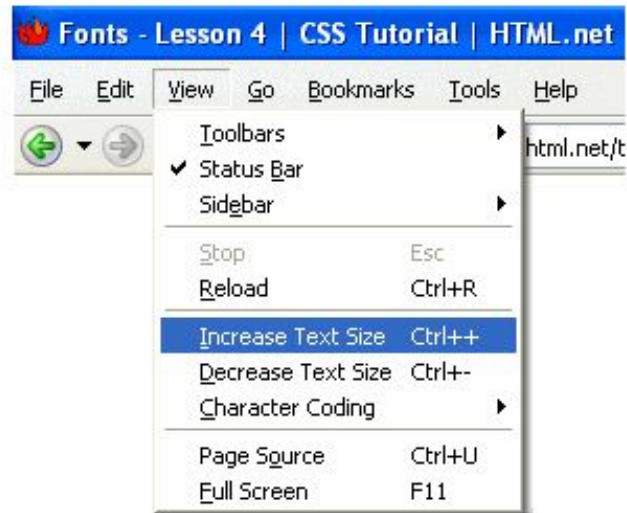 Fonts - Lesson 4 | CSS Tutorial | HTML.net
File Edit View Go Bookmarks Tools Help
html.net/t
Toolbars
Status Bar
Sidebar
Stop Esc
Reload Ctrl+R
Increase Text Size Ctrl++
Decrease Text Size Ctrl+-
Character Coding
Page Source Ctrl+U
Full Screen F11